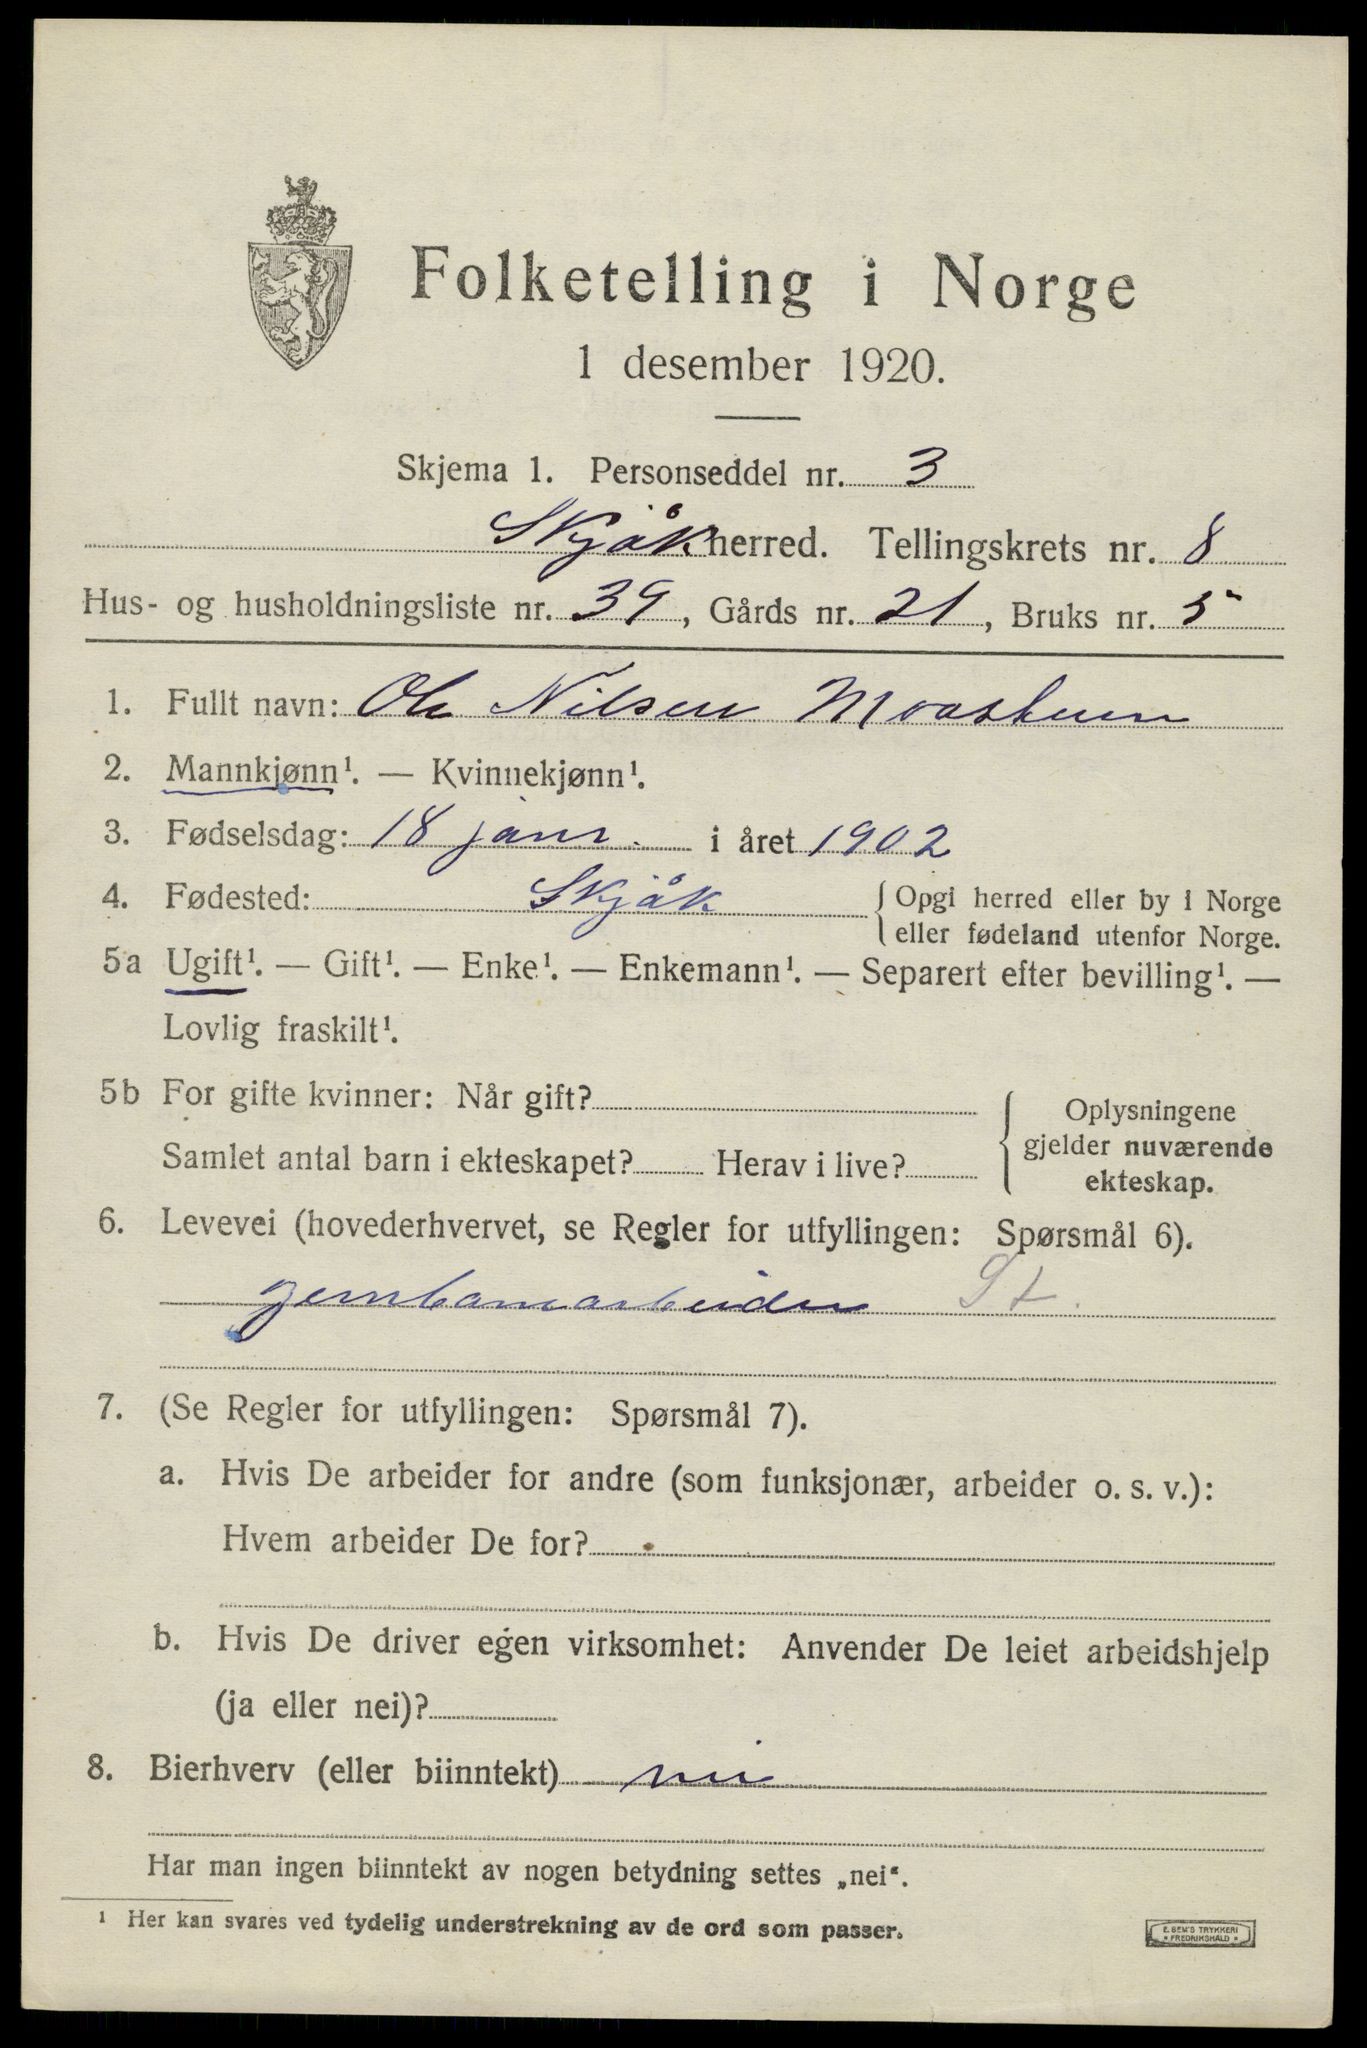 Folketelling i Norge
1 desember 1920.
Skjema 1. Personseddel nr. 3
Skjåk herred. Tellingskrets nr. 8
Hus- og husholdningsliste nr. 39, Gårds nr. 21, Bruks nr. 5
1. Fullt navn: Ole Nilsen
2. Mannkjønn¹. — Kvinnekjønn¹.
3. Fødselsdag: 18 janr. i året 1902
4. Fødested: Skjåk { Opgi herred eller by i Norge
eller fødeland utenfor Norge.
5a Ugift¹. — Gift¹. — Enke¹. — Enkemann¹. — Separert efter bevilling¹. —
Lovlig fraskilt¹.
5b For gifte kvinner: Når gift?
Samlet antal barn i ekteskapet? Herav i live?
Oplysningene
gjelder nuværende
ekteskap.
6. Levevei (hovederhvervet, se Regler for utfyllingen: Spørsmål 6).
jernbanearbeider St.
7. (Se Regler for utfyllingen: Spørsmål 7).
a. Hvis De arbeider for andre (som funksjonær, arbeider o. s. v.):
Hvem arbeider De for?
b. Hvis De driver egen virksomhet: Anvender De leiet arbeidshjelp
(ja eller nei)?
8. Bierhverv (eller biinntekt) nei
Har man ingen biinntekt av nogen betydning settes „nei“.
¹ Her kan svares ved tydelig understrekning av de ord som passer.
E. SEM'S TRYKKERI
FREDRIKSHALD